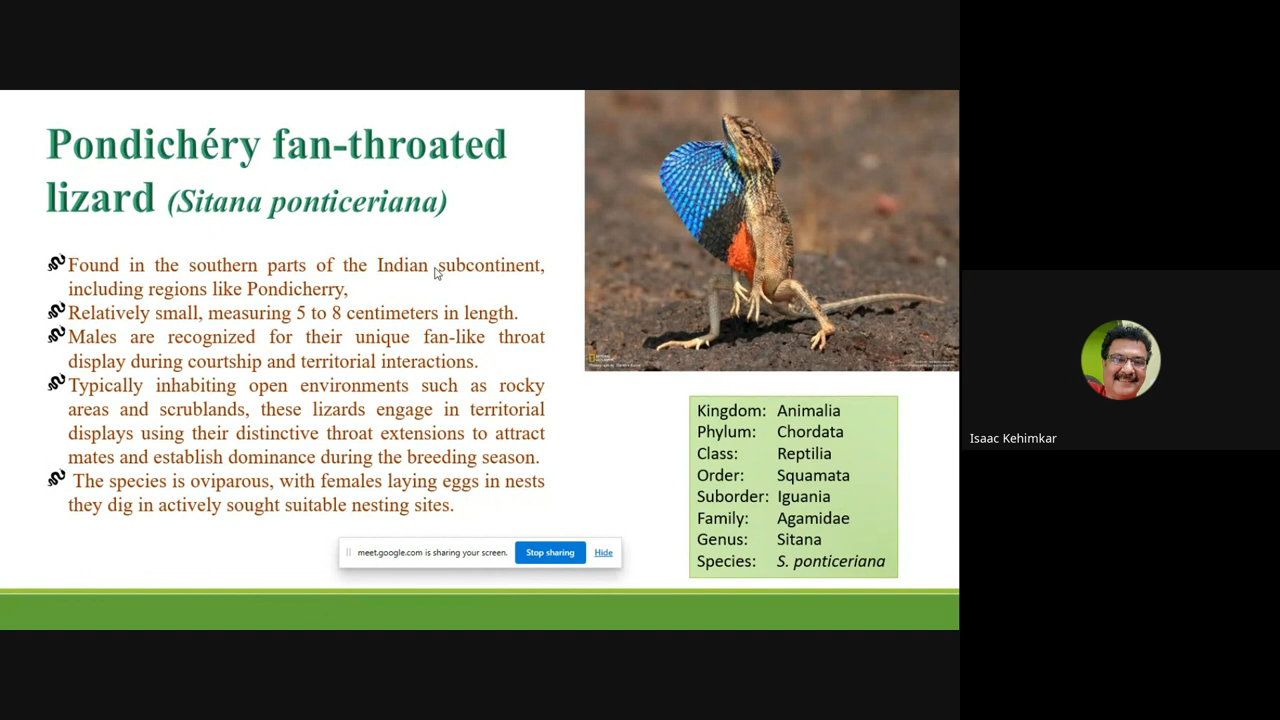 Pondichéry fan-throated
lizard (Sitana ponticeriana)
Found in the southern parts of the Indian subcontinent,
including regions like Pondicherry,
Relatively small, measuring 5 to 8 centimeters in length.
Males are recognized for their unique fan-like throat
display during courtship and territorial interactions.
Typically inhabiting open environments such as rocky
areas and scrublands, these lizards engage in territorial
displays using their distinctive throat extensions to attract
mates and establish dominance during the breeding season.
The species is oviparous, with females laying eggs in nests
they dig in actively sought suitable nesting sites.
Kingdom: Animalia
Phylum: Chordata
Class: Reptilia
Order: Squamata
Suborder: Iguania
Family: Agamidae
Genus: Sitana
Species: S. ponticeriana
meet.google.com is sharing your screen. Stop sharing Hide
Isaac Kehimkar